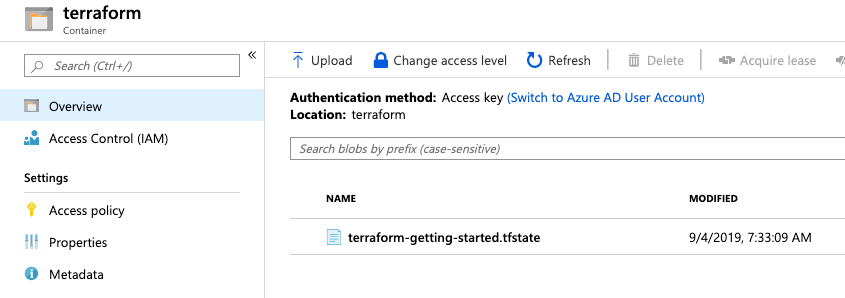 terraform
Container
Search (Ctrl+/)
«
Overview
Access Control (IAM)
Settings
Access policy
Properties
Metadata
Upload Change access level Refresh Delete Acquire lease
Authentication method: Access key (Switch to Azure AD User Account)
Location: terraform
Search blobs by prefix (case-sensitive)
NAME MODIFIED
terraform-getting-started.tfstate 9/4/2019, 7:33:09 AM